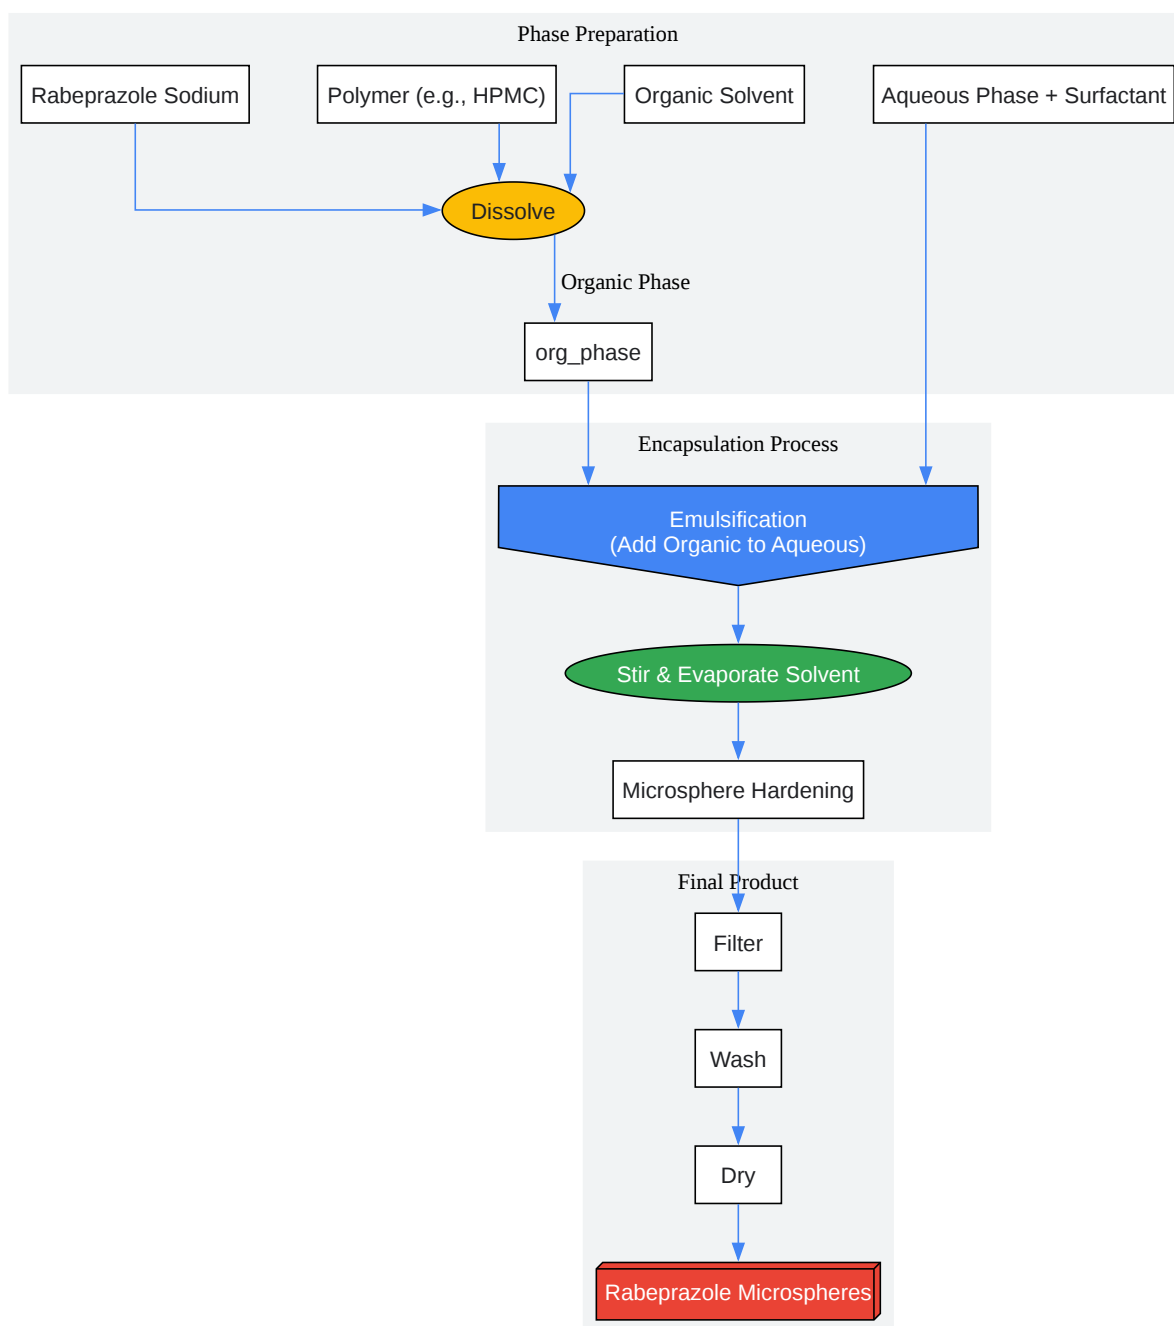 Phase Preparation
Rabeprazole Sodium
Polymer (e.g., HPMC)
Organic Solvent
Aqueous Phase + Surfactant
Dissolve
Organic Phase
org_phase
Encapsulation Process
Emulsification
(Add Organic to Aqueous)
Stir & Evaporate Solvent
Microsphere Hardening
Final Product
Filter
Wash
Dry
Rabeprazole Microspheres